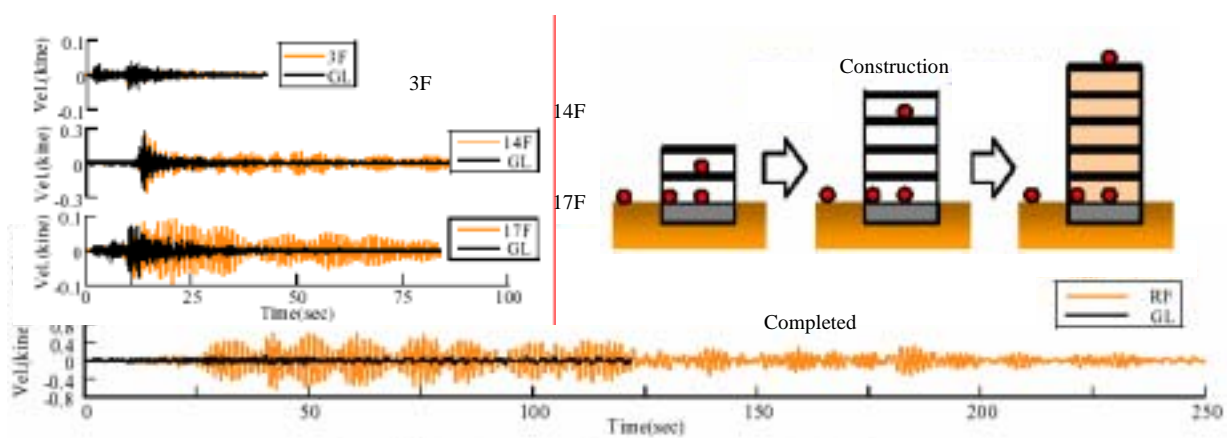 0.1
0
-0.1
Vel.(kine)
3F
GL
3F
0.3
0
-0.3
Vel.(kine)
14F
GL
14F
0.1
0
-0.1
Vel.(kine)
17F
GL
17F
0 25 50 75 100
Time(sec)
Construction
RF
GL
Completed
0.8
0.4
0
-0.4
-0.8
Vel.(kine)
0 50 100 150 200 250
Time(sec)